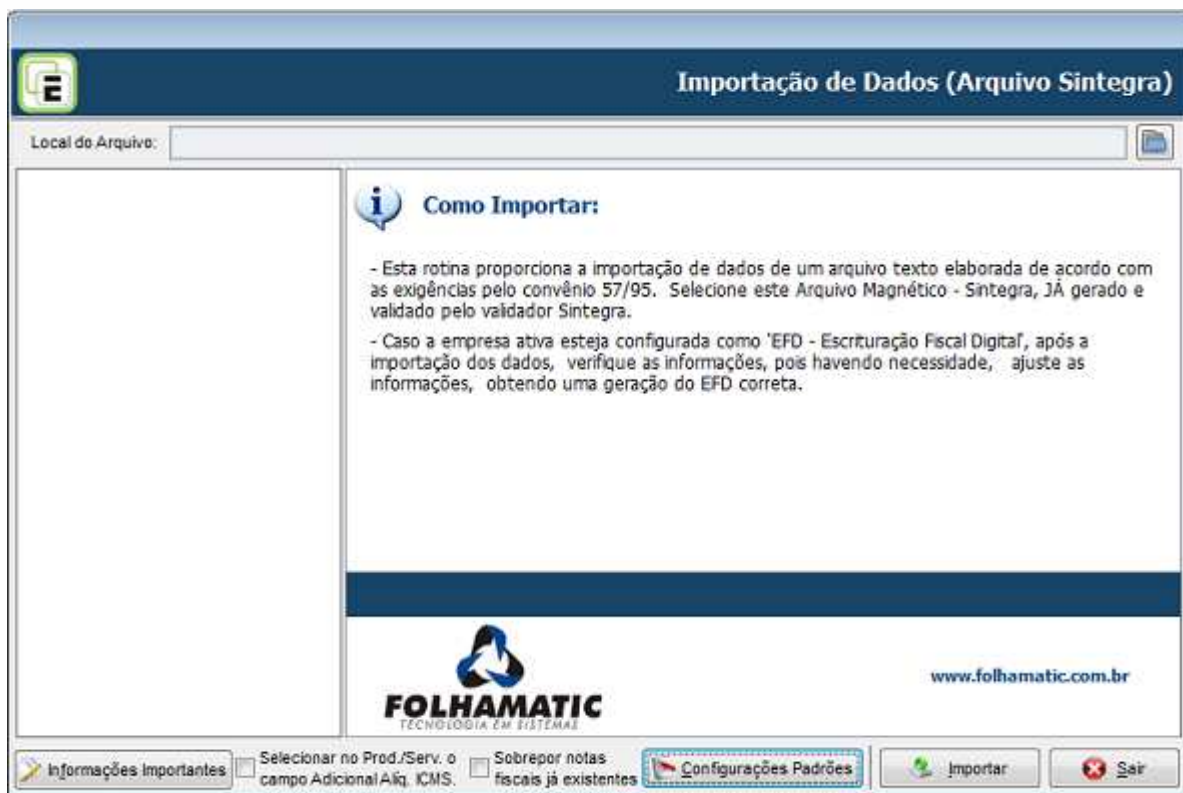 E
Importação de Dados (Arquivo Sintegra)
Local do Arquivo:
Como Importar:
- Esta rotina proporciona a importação de dados de um arquivo texto elaborada de acordo com
as exigências pelo convênio 57/95. Selecione este Arquivo Magnético - Sintegra, JÁ gerado e
validado pelo validador Sintegra.
- Caso a empresa ativa esteja configurada como 'EFD - Escrituração Fiscal Digital', após a
importação dos dados, verifique as informações, pois havendo necessidade, ajuste as
informações, obtendo uma geração do EFD correta.
FOLHAMATIC
TECNOLOGIA EM SISTEMAS
www.folhamatic.com.br
Informações Importantes
Selecionar no Prod./Serv. o
campo Adicional Alíq. ICMS.
Sobrepor notas
fiscais já existentes
Configurações Padrões
Importar
Sair